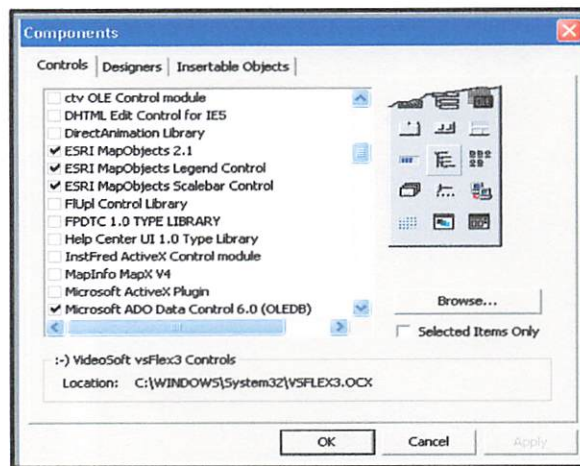 Components
Controls Designers Insertable Objects
ctv OLE Control module
DHTML Edit Control for IE5
DirectAnimation Library
ESRI MapObjects 2.1
ESRI MapObjects Legend Control
ESRI MapObjects Scalebar Control
FlUpl Control Library
FPDTC 1.0 TYPE LIBRARY
Help Center UI 1.0 Type Library
InstFred ActiveX Control module
MapInfo MapX V4
Microsoft ActiveX Plugin
Microsoft ADO Data Control 6.0 (OLEDB)
Browse...
Selected Items Only
:-) VideoSoft vsFlex3 Controls
Location: C:\WINDOWS\System32\VSFLEX3.OCX
OK Cancel Apply